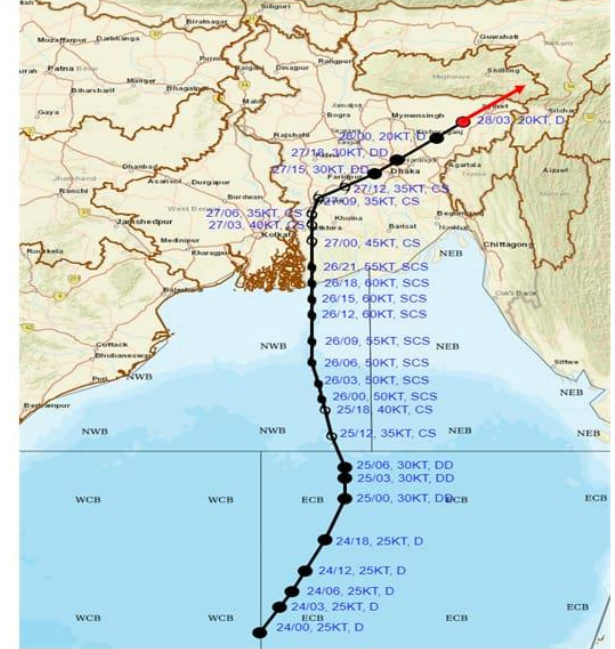 Siliguri
Biratnagar
Guwahati
Muzaffarpur Darbhanga
Dinajpur Rangpur
Shillong
Patna
Biharsharif
Munger
Bhagalpur
Meghalaya
Silchar
Gaya
Bogra
Mymensingh
Rajshahi
28/03, 20KT, D
28/00, 20KT, D
27/18, 30KT, DD
Agartala
27/15, 30KT, DD
Dhaka
Aizawl
Dhanbad
Ranchi
Asansol
Durgapur
Faridpur
27/12, 35KT, CS
Burdwan
27/09, 35KT, CS
West Bengal
27/06, 35KT, CS
Khulna
Jamshedpur
27/03, 40KT, CS
Barisal
Chittagong
Rourkela
Medinipur
Kharagpur
27/00, 45KT, CS
NEB
26/21, 55KT, SCS
26/18, 60KT, SCS
Cox's Bazar
26/15, 60KT, SCS
26/12, 60KT, SCS
Cuttack
Bhubaneswar
26/09, 55KT, SCS
NWB
NEB
26/06, 50KT, SCS
Sittwe
Puri
NWB
26/03, 50KT, SCS
NEB
26/00, 50KT, SCS
25/18, 40KT, CS
NWB
NWB
25/12, 35KT, CS
NEB
NEB
25/06, 30KT, DD
25/03, 30KT, DD
WCB
WCB
ECB
25/00, 30KT, DD
ECB
ECB
24/18, 25KT, D
24/12, 25KT, D
24/06, 25KT, D
24/03, 25KT, D
ECB
WCB
WCB
ECB
ECB
24/00, 25KT, D